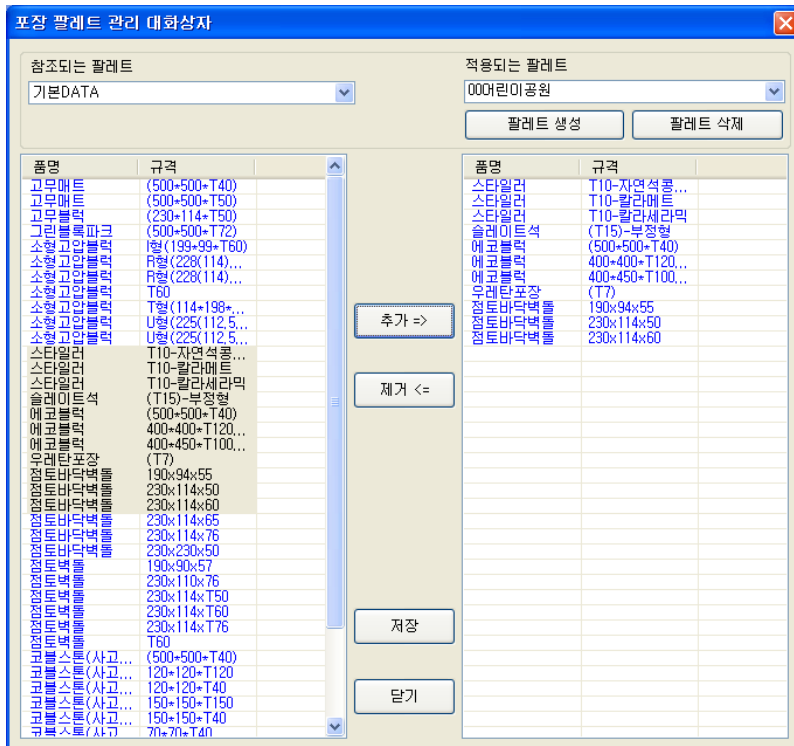 포장 팔레트 관리 대화상자
참조되는 팔레트
기본DATA
적용되는 팔레트
000어린이공원
팔레트 생성 팔레트 삭제
품명 규격
고무매트 (500*500*T40)
고무매트 (500*500*T50)
고무블럭 (230*114*T50)
그린블록파크 (500*500*T72)
소형고압블럭 I형(199*99*T60)
소형고압블럭 R형(228(114)...
소형고압블럭 R형(228(114)...
소형고압블럭 T60
소형고압블럭 T형(114*198*...
소형고압블럭 U형(225(112,5...
소형고압블럭 U형(225(112,5...
스타일러 T10-자연석콩...
스타일러 T10-칼라메트
스타일러 T10-칼라세라믹
슬레이트석 (T15)-부정형
에코블럭 (500*500*T40)
에코블럭 400*400*T120...
에코블럭 400*450*T100...
우레탄포장 (T7)
점토바닥벽돌 190x94x55
점토바닥벽돌 230x114x50
점토바닥벽돌 230x114x60
점토바닥벽돌 230x114x65
점토바닥벽돌 230x114x76
점토바닥벽돌 230x230x50
점토벽돌 190x90x57
점토벽돌 230x110x76
점토벽돌 230x114xT50
점토벽돌 230x114xT60
점토벽돌 230x114xT76
점토벽돌 T60
코블스톤(사고... (500*500*T40)
코블스톤(사고... 120*120*T120
코블스톤(사고... 120*120*T40
코블스톤(사고... 150*150*T150
코블스톤(사고... 150*150*T40
코블스톤(사고... 70*70*T40
추가 =>
제거 <=
저장
닫기
품명 규격
스타일러 T10-자연석콩...
스타일러 T10-칼라메트
스타일러 T10-칼라세라믹
슬레이트석 (T15)-부정형
에코블럭 (500*500*T40)
에코블럭 400*400*T120...
에코블럭 400*450*T100...
우레탄포장 (T7)
점토바닥벽돌 190x94x55
점토바닥벽돌 230x114x50
점토바닥벽돌 230x114x60